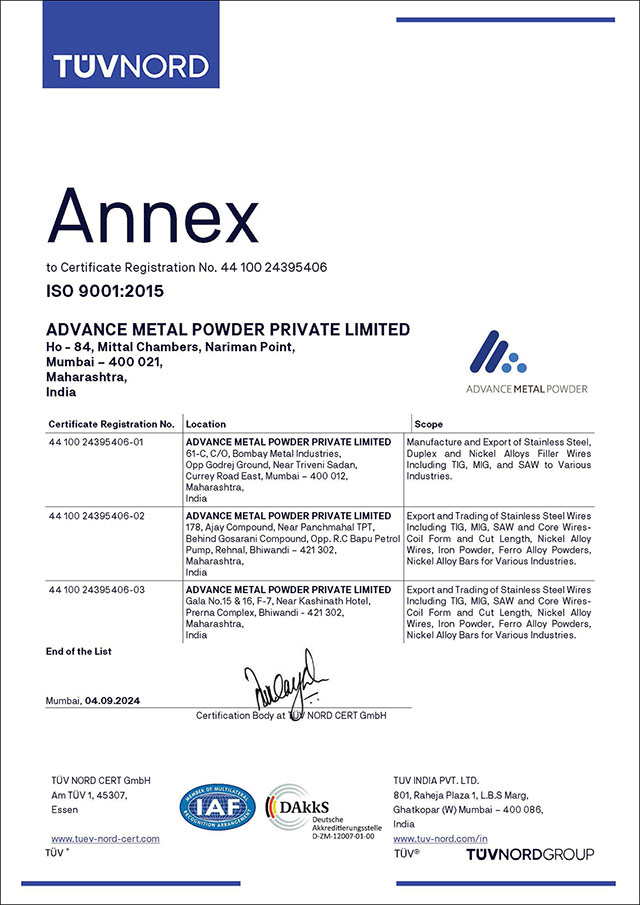 TÜVNORD
Annex
to Certificate Registration No. 44 100 24395406
ISO 9001:2015
ADVANCE METAL POWDER PRIVATE LIMITED
Ho - 84, Mittal Chambers, Nariman Point,
Mumbai – 400 021,
Maharashtra,
India
ADVANCE METAL POWDER
Certificate Registration No. Location Scope
44 100 24395406-01
ADVANCE METAL POWDER PRIVATE LIMITED
61-C, C/O, Bombay Metal Industries,
Opp Godrej Ground, Near Triveni Sadan,
Currey Road East, Mumbai – 400 012,
Maharashtra,
India
Manufacture and Export of Stainless Steel,
Duplex and Nickel Alloys Filler Wires
Including TIG, MIG, and SAW to Various
Industries.
44 100 24395406-02
ADVANCE METAL POWDER PRIVATE LIMITED
178, Ajay Compound, Near Panchmahal TPT,
Behind Gosarani Compound, Opp. R.C Bapu Petrol
Pump, Rehnal, Bhiwandi – 421 302,
Maharashtra,
India
Export and Trading of Stainless Steel Wires
Including TIG, MIG, SAW and Core Wires-
Coil Form and Cut Length, Nickel Alloy
Wires, Iron Powder, Ferro Alloy Powders,
Nickel Alloy Bars for Various Industries.
44 100 24395406-03
ADVANCE METAL POWDER PRIVATE LIMITED
Gala No.15 & 16, F-7, Near Kashinath Hotel,
Prerna Complex, Bhiwandi - 421 302,
Maharashtra,
India
Export and Trading of Stainless Steel Wires
Including TIG, MIG, SAW and Core Wires-
Coil Form and Cut Length, Nickel Alloy
Wires, Iron Powder, Ferro Alloy Powders,
Nickel Alloy Bars for Various Industries.
End of the List
Mumbai, 04.09.2024
Certification Body at TÜV NORD CERT GmbH
TÜV NORD CERT GmbH
Am TÜV 1, 45307,
Essen
www.tuev-nord-cert.com
TÜV ®
MEMBER OF MULTILATERAL
IAF
RECOGNITION ARRANGEMENT
DAkkS
Deutsche
Akkreditierungsstelle
D-ZM-12007-01-00
TUV INDIA PVT. LTD.
801, Raheja Plaza 1, L.B.S Marg,
Ghatkopar (W) Mumbai – 400 086,
India
www.tuv-nord.com/in
TÜV®
TÜVNORDGROUP